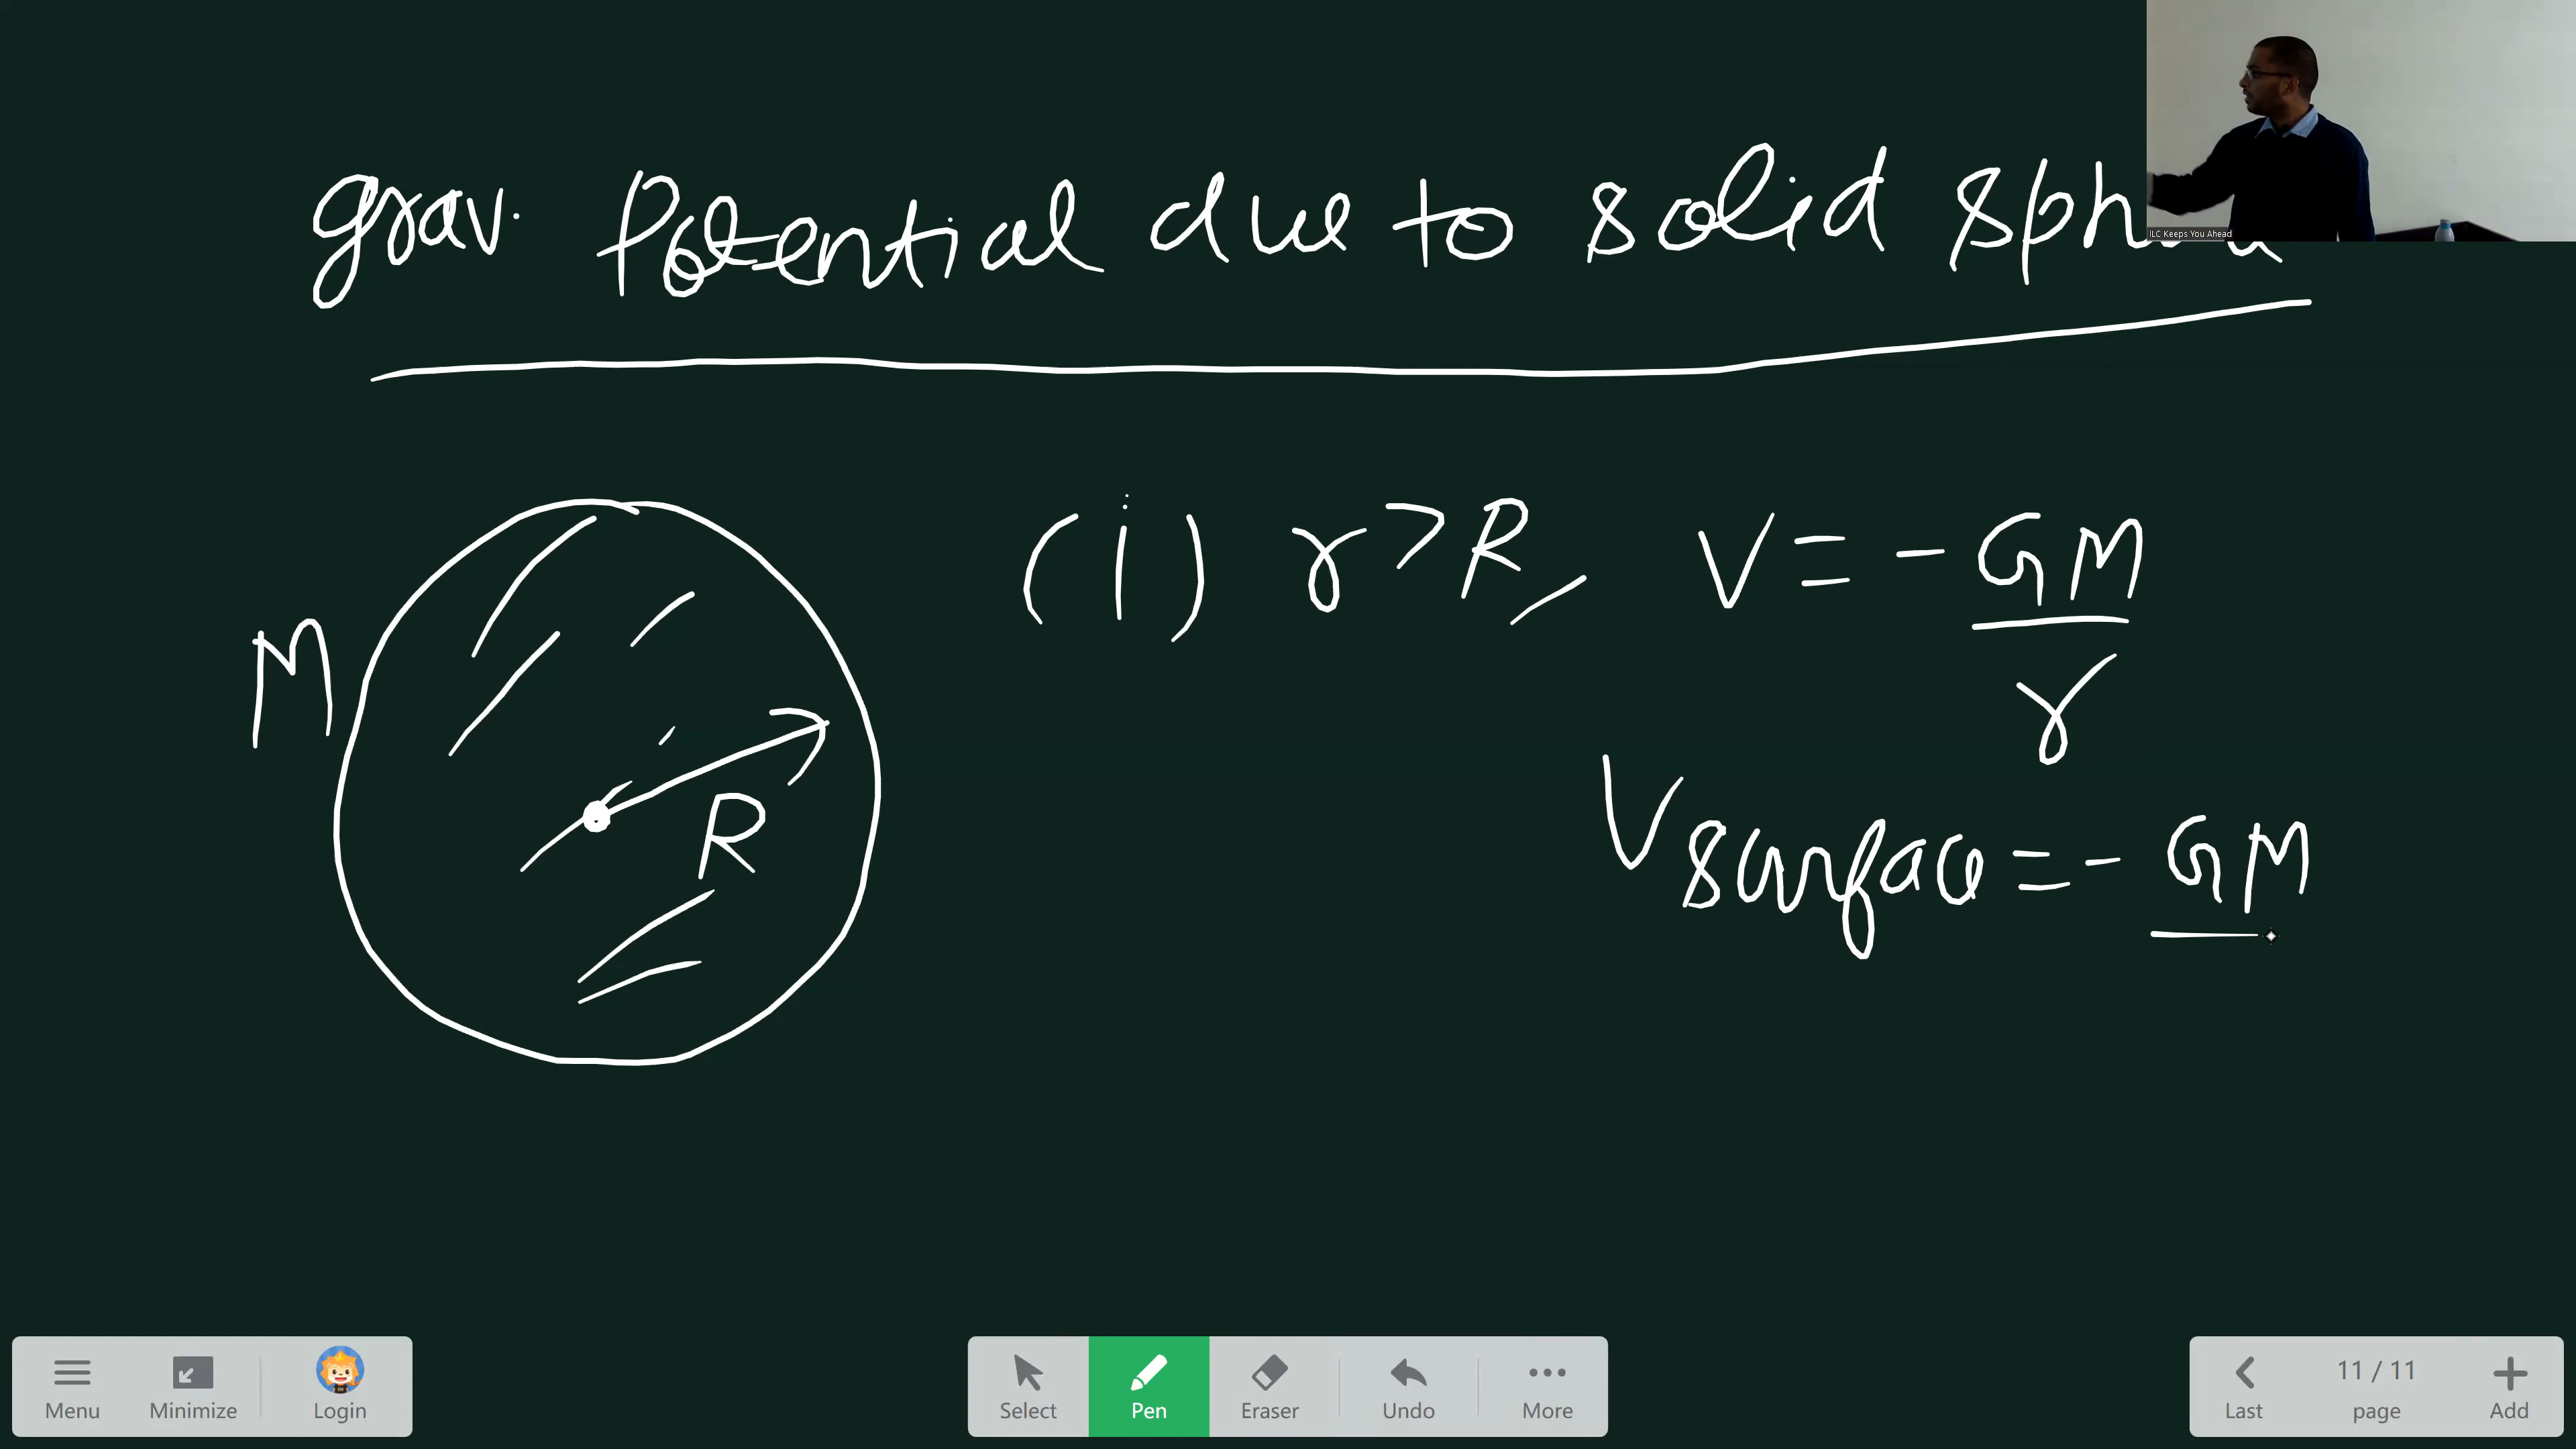 grav. Potential due to solid sph
M
R
(i) r > R, V = - GM / r
V surface = - GM
ILC Keeps You Ahead
Menu Minimize Login
Select Pen Eraser Undo More
Last 11 / 11 page Add